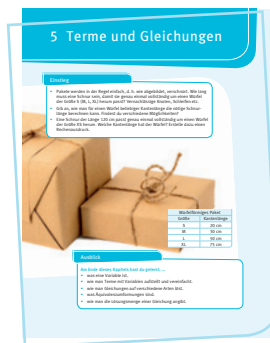 5 Terme und Gleichungen
Einstieg
• Pakete werden in der Regel einfach, d. h. wie abgebildet, verschnürt. Wie lang
muss eine Schnur sein, damit sie genau einmal vollständig um einen Würfel
der Größe S (M, L, XL) herum passt? Vernachlässige Knoten, Schleifen etc.
• Gib an, wie man für einen Würfel beliebiger Kantenlänge die nötige Schnur-
länge berechnen kann. Findest du verschiedene Möglichkeiten?
• Eine Schnur der Länge 120 cm passt genau einmal vollständig um einen Würfel
der Größe XS herum. Welche Kantenlänge hat der Würfel? Erstelle dazu einen
Rechenausdruck.
Würfelförmiges Paket
Größe Kantenlänge
S 20 cm
M 30 cm
L 50 cm
XL 75 cm
Ausblick
Am Ende dieses Kapitels hast du gelernt, …
• was eine Variable ist.
• wie man Terme mit Variablen aufstellt und vereinfacht.
• wie man Gleichungen auf verschiedene Arten löst.
• was Äquivalenzumformungen sind.
• wie man die Lösungsmenge einer Gleichung angibt.